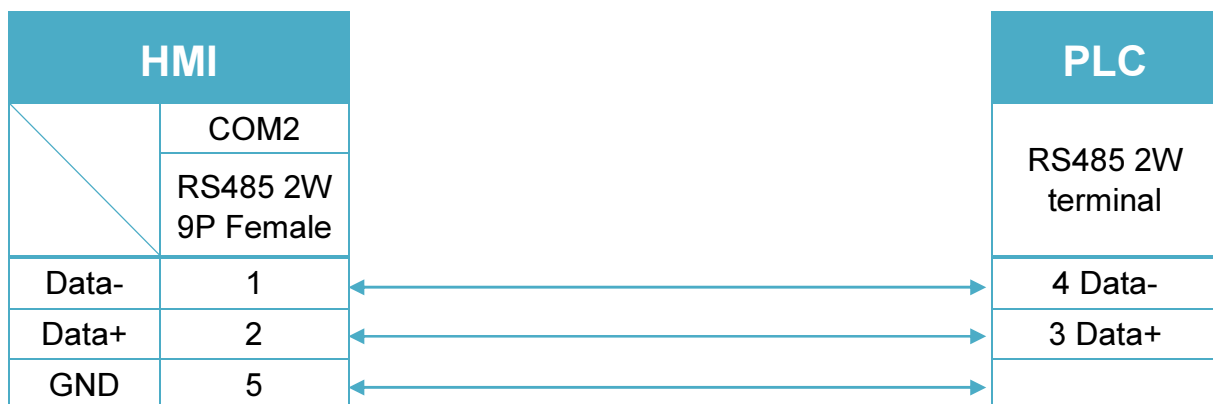 HMI
PLC
COM2
RS485 2W
9P Female
RS485 2W
terminal
Data- 1 4 Data-
Data+ 2 3 Data+
GND 5